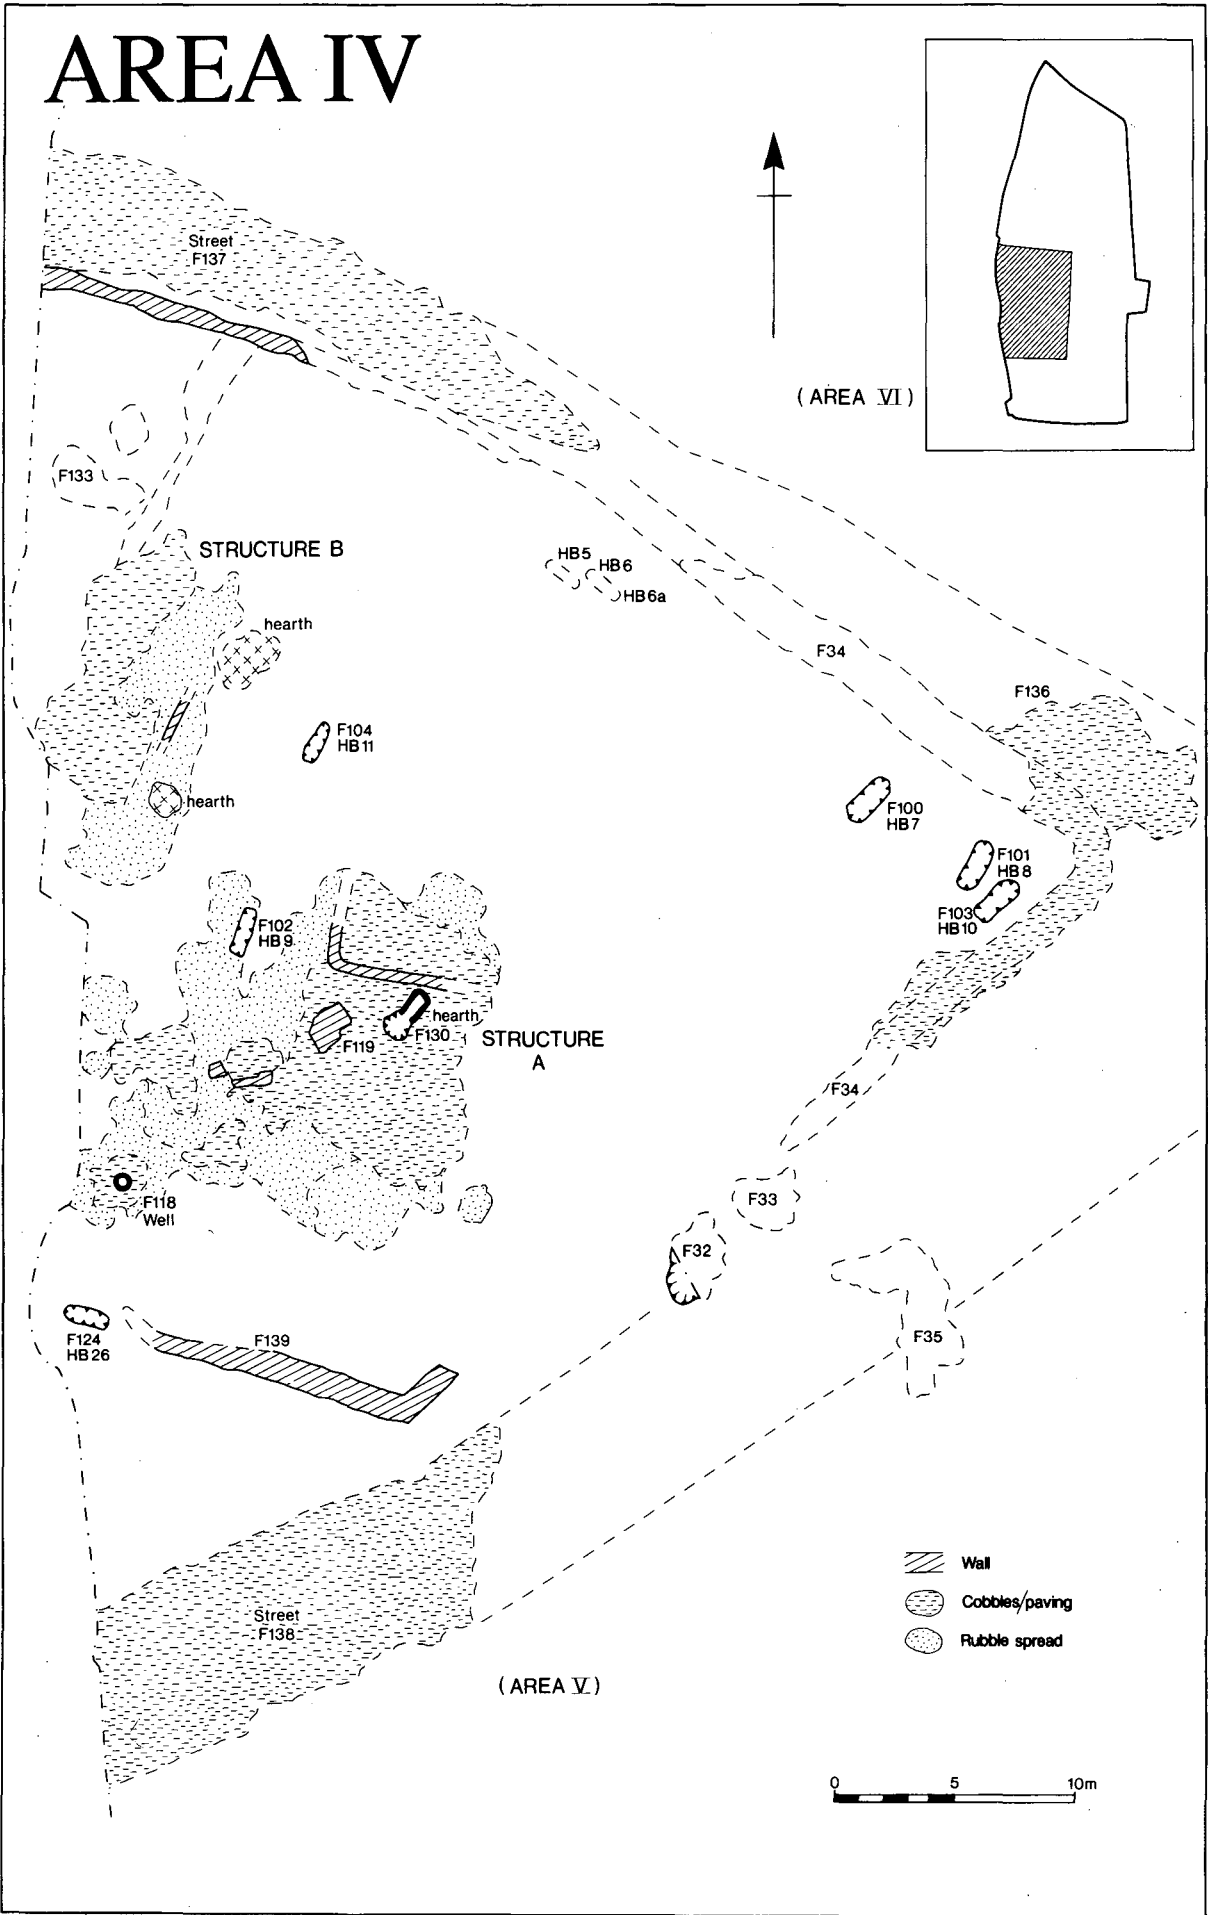 AREA IV
Street
F137
(AREA VI)
F133
STRUCTURE B
HB5
HB6
HB6a
hearth
F34
F136
F104
HB11
hearth
F100
HB7
F101
HB8
F103
HB10
F102
HB9
hearth
F130
F119
STRUCTURE
A
F34
F118
Well
F33
F32
F124
HB26
F139
F35
Wall
Cobbles/paving
Rubble spread
Street
F138
(AREA V)
0 5 10m